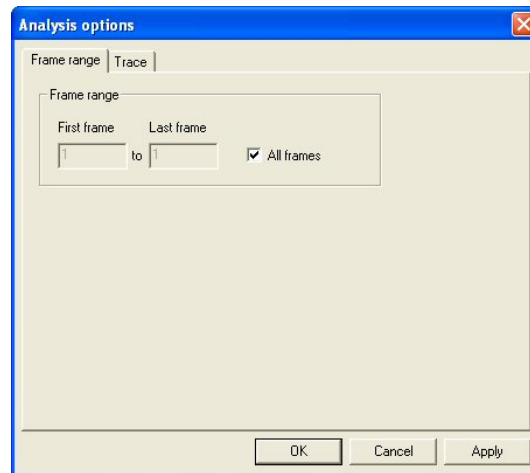 Analysis options
Frame range Trace
Frame range
First frame Last frame
1 to 1 All frames
OK Cancel Apply